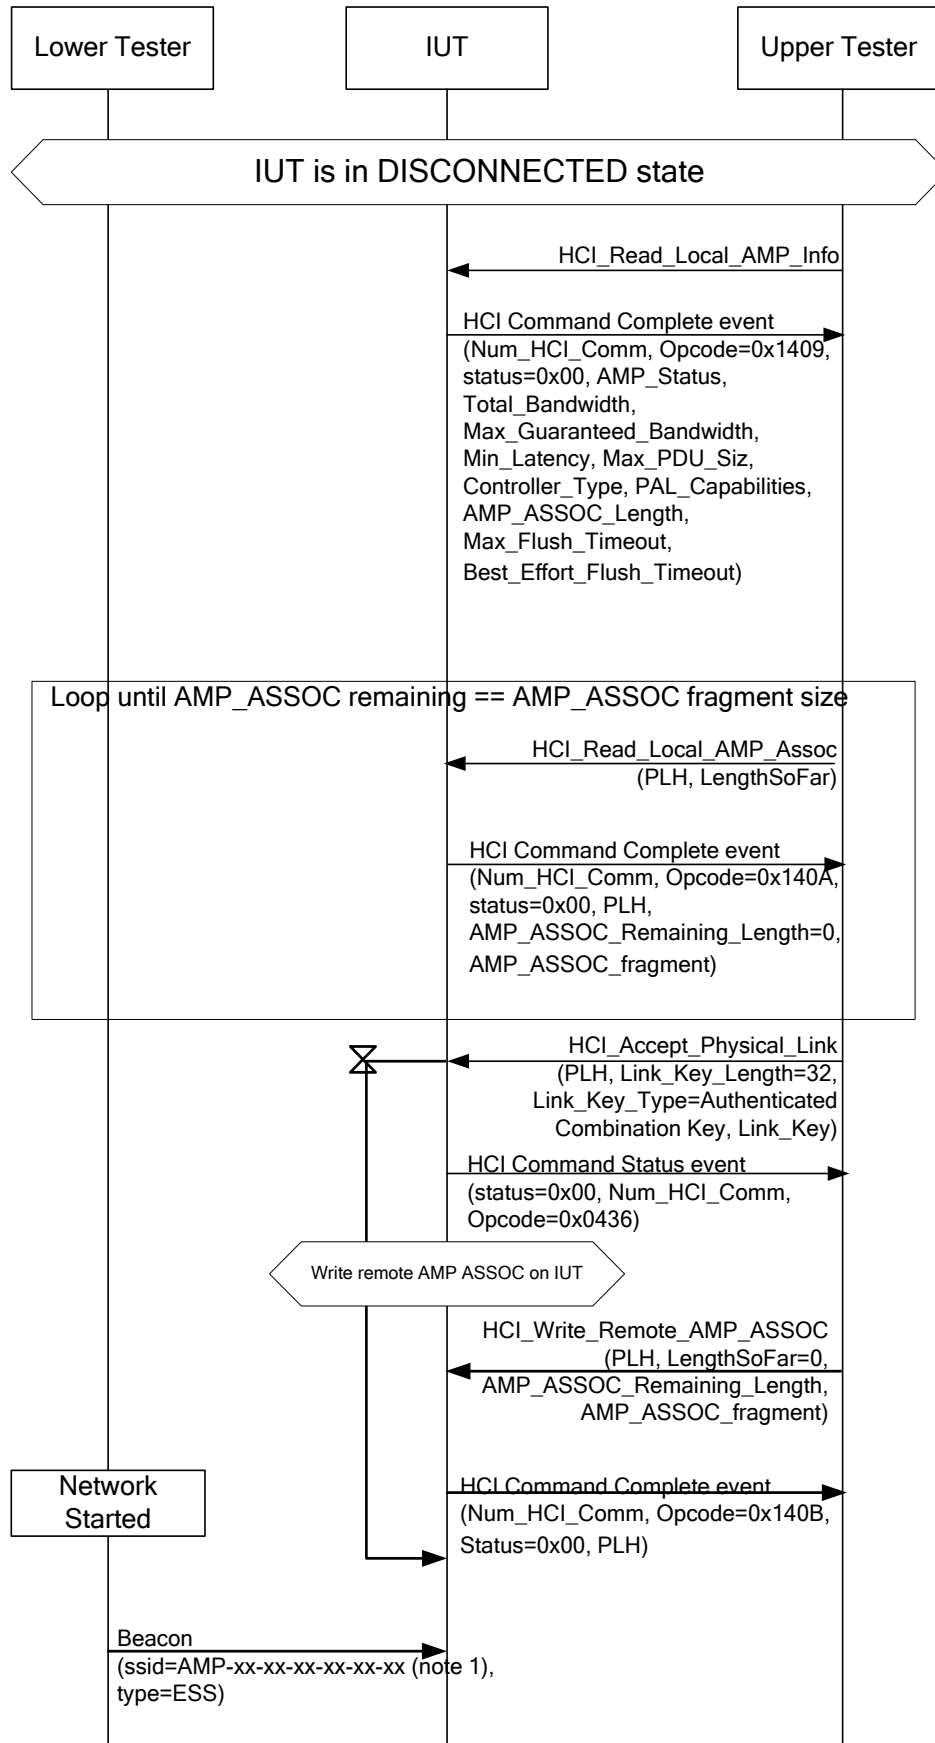 Lower Tester
IUT
Upper Tester
IUT is in DISCONNECTED state
HCI_Read_Local_AMP_Info
HCI Command Complete event
(Num_HCI_Comm, Opcode=0x1409,
status=0x00, AMP_Status,
Total_Bandwidth,
Max_Guaranteed_Bandwidth,
Min_Latency, Max_PDU_Siz,
Controller_Type, PAL_Capabilities,
AMP_ASSOC_Length,
Max_Flush_Timeout,
Best_Effort_Flush_Timeout)
Loop until AMP_ASSOC remaining == AMP_ASSOC fragment size
HCI_Read_Local_AMP_Assoc
(PLH, LengthSoFar)
HCI Command Complete event
(Num_HCI_Comm, Opcode=0x140A,
status=0x00, PLH,
AMP_ASSOC_Remaining_Length=0,
AMP_ASSOC_fragment)
HCI_Accept_Physical_Link
(PLH, Link_Key_Length=32,
Link_Key_Type=Authenticated
Combination Key, Link_Key)
HCI Command Status event
(status=0x00, Num_HCI_Comm,
Opcode=0x0436)
Write remote AMP ASSOC on IUT
HCI_Write_Remote_AMP_ASSOC
(PLH, LengthSoFar=0,
AMP_ASSOC_Remaining_Length,
AMP_ASSOC_fragment)
Network
Started
HCI Command Complete event
(Num_HCI_Comm, Opcode=0x140B,
Status=0x00, PLH)
Beacon
(ssid=AMP-xx-xx-xx-xx-xx-xx (note 1),
type=ESS)